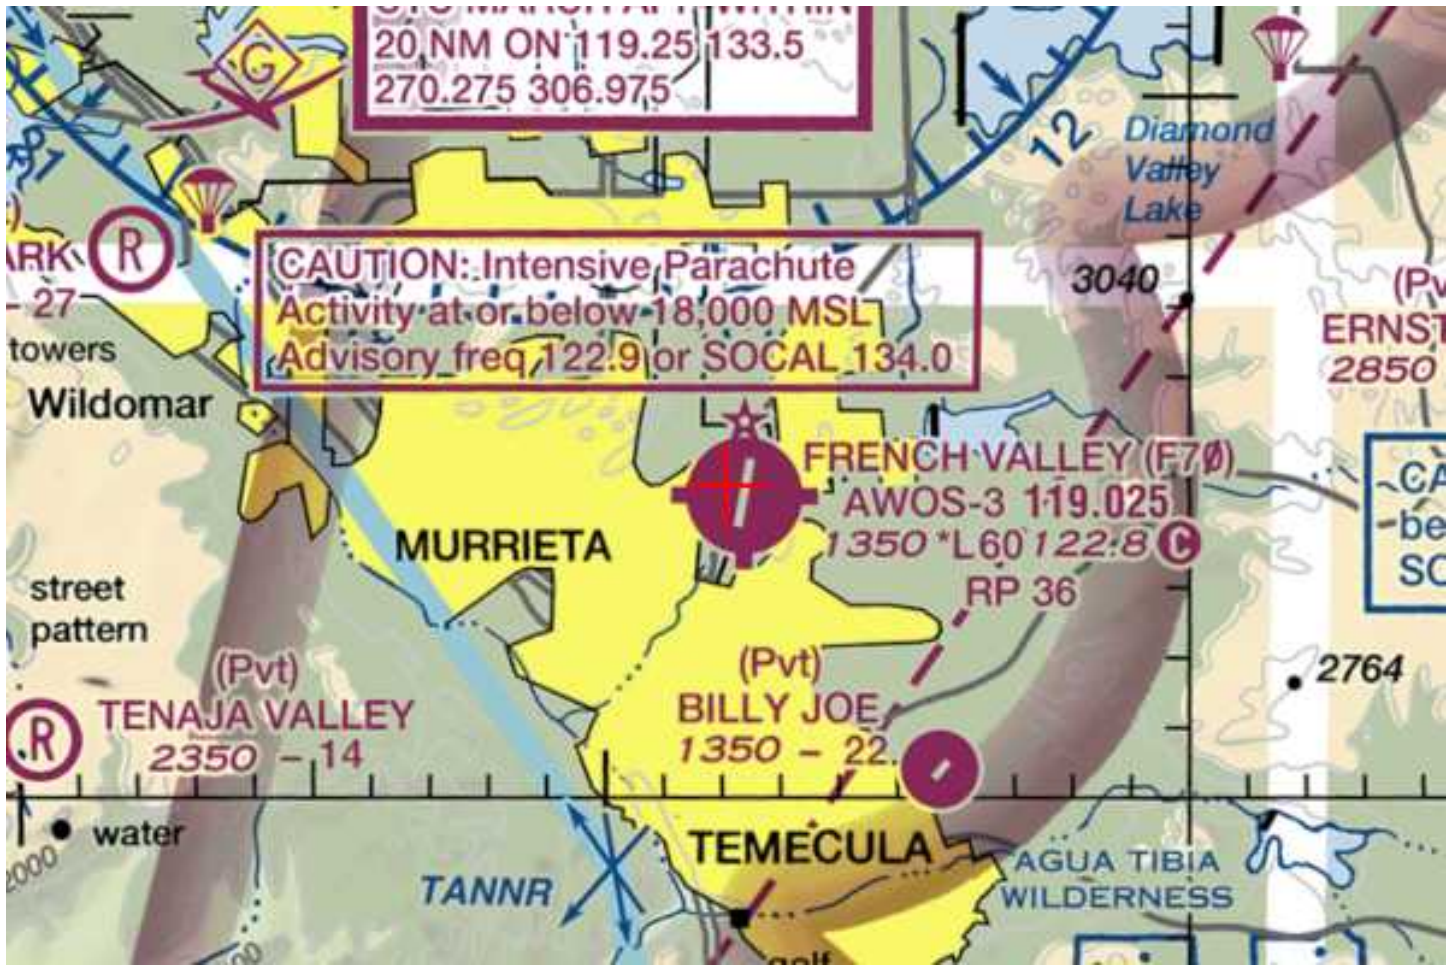 20 NM ON 119.25 133.5
270.275 306.975
G
12
Diamond
Valley
Lake
R
CAUTION: Intensive Parachute
Activity at or below 18,000 MSL
Advisory freq 122.9 or SOCAL 134.0
3040
27
towers
Wildomar
2850
FRENCH VALLEY (F7Ø)
AWOS-3 119.025
1350 *L60 122.8 C
RP 36
MURRIETA
street
pattern
(Pvt)
TENAJA VALLEY
2350 - 14
R
(Pvt)
BILLY JOE
1350 - 22
2764
water
TEMECULA
TANNR
AGUA TIBIA
WILDERNESS
golf